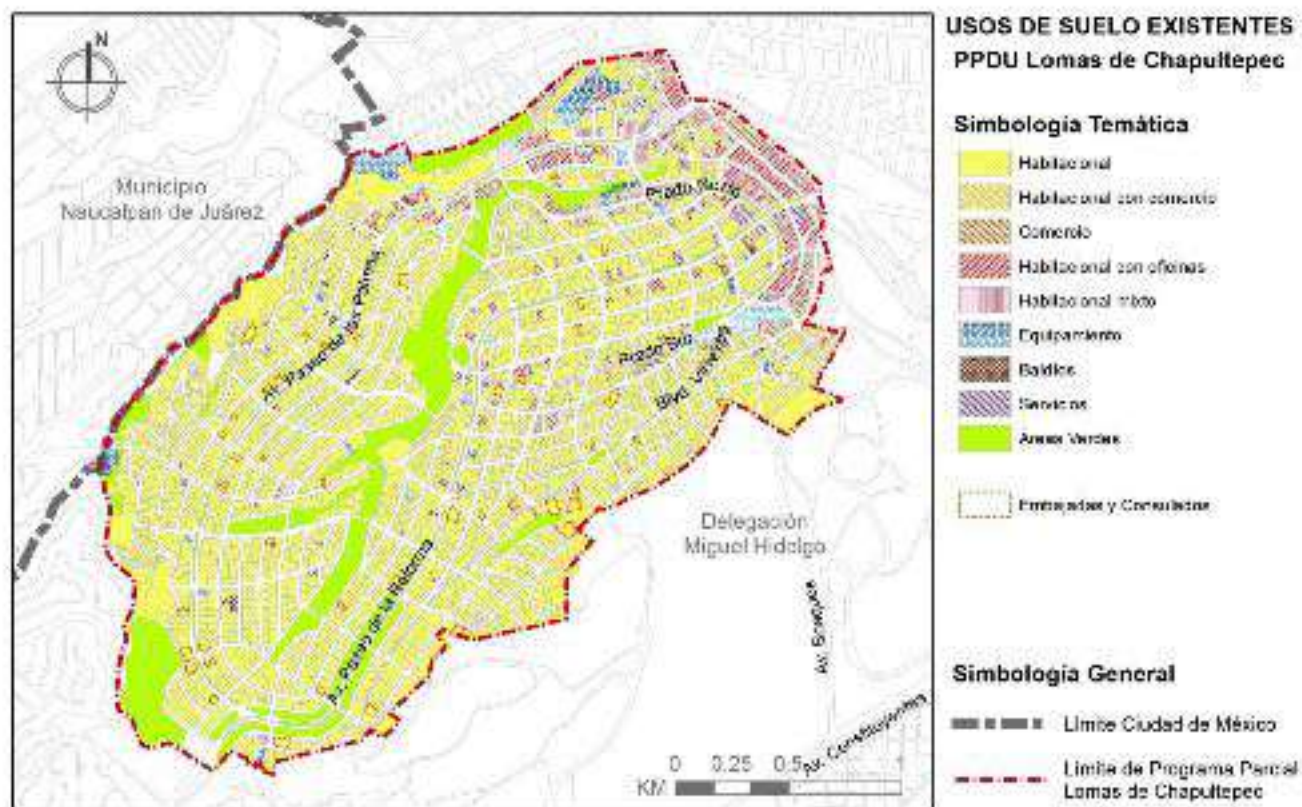 USOS DE SUELO EXISTENTES
PPDU Lomas de Chapultepec
Simbología Temática
Habitacional
Habitacional con comercio
Comercio
Habitacional con oficinas
Habitacional mixto
Equipamiento
Baldíos
Servicios
Areas Verdes
Embajadas y Consulados
Simbología General
Límite Ciudad de México
Límite de Programa Parcial
Lomas de Chapultepec
N
Municipio
Naucalpan de Juárez
Prado Norte
Av. Paseo de las Palmas
Prado Sur
Blvd. Virreyes
Delegación
Miguel Hidalgo
Av. Paseo de la Reforma
Av. Constituyentes
0 0.25 0.5 1
KM